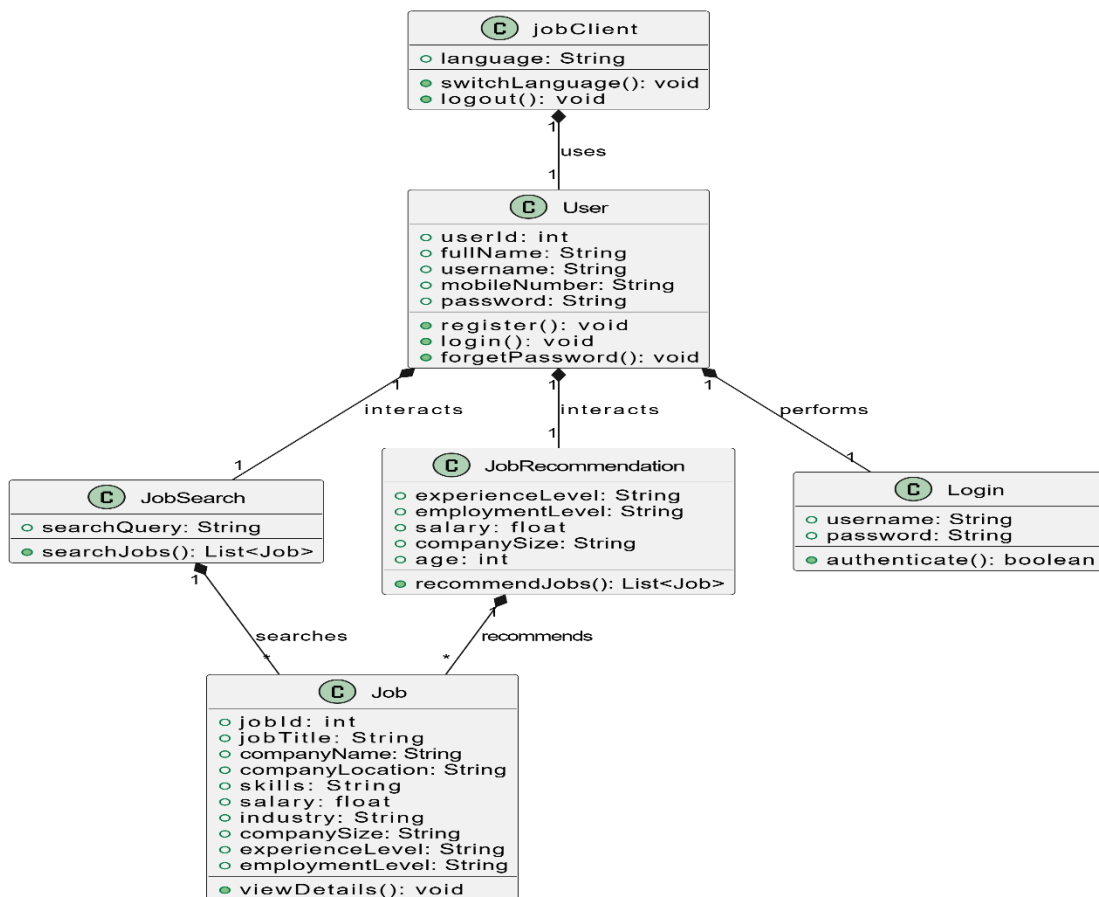 C jobClient
language: String
switchLanguage(): void
logout(): void
1
uses
1
C User
userId: int
fullName: String
username: String
mobileNumber: String
password: String
register(): void
login(): void
forgetPassword(): void
1 1 1
interacts interacts performs
1 1 1
C JobSearch
searchQuery: String
searchJobs(): List<Job>
C JobRecommendation
experienceLevel: String
employmentLevel: String
salary: float
companySize: String
age: int
recommendJobs(): List<Job>
C Login
username: String
password: String
authenticate(): boolean
1 1
searches recommends
* *
C Job
jobId: int
jobTitle: String
companyName: String
companyLocation: String
skills: String
salary: float
industry: String
companySize: String
experienceLevel: String
employmentLevel: String
viewDetails(): void